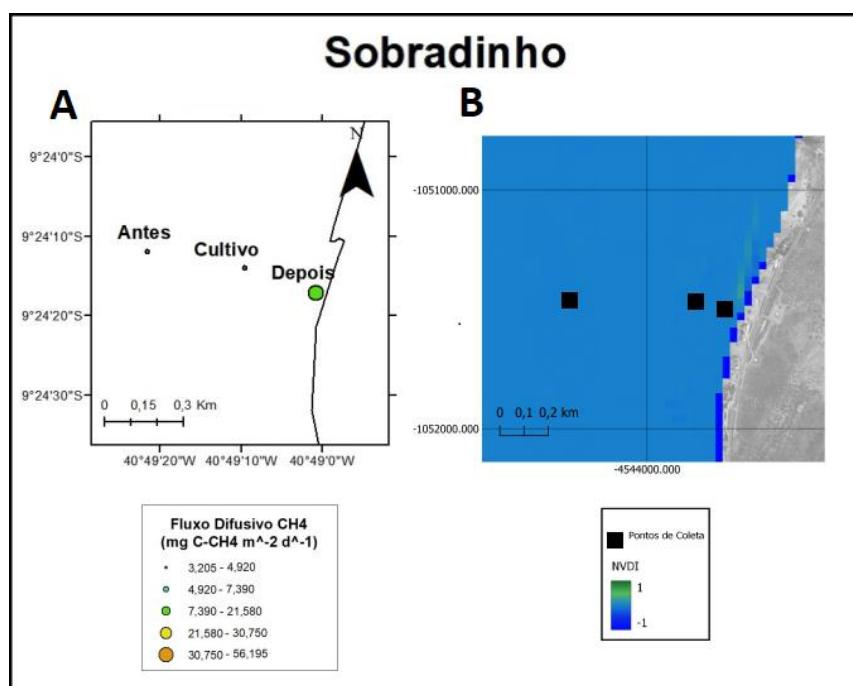 Sobradinho
A
N
9°24'0"S
9°24'10"S
9°24'20"S
9°24'30"S
Antes
Cultivo
Depois
0 0,15 0,3 Km
40°49'20"W 40°49'10"W 40°49'0"W
Fluxo Difusivo CH4
(mg C-CH4 m^-2 d^-1)
3,205 - 4,920
4,920 - 7,390
7,390 - 21,580
21,580 - 30,750
30,750 - 56,195
B
-1051000.000
0 0,1 0,2 km
-1052000.000
-4544000.000
Pontos de Coleta
NVDI
1
-1